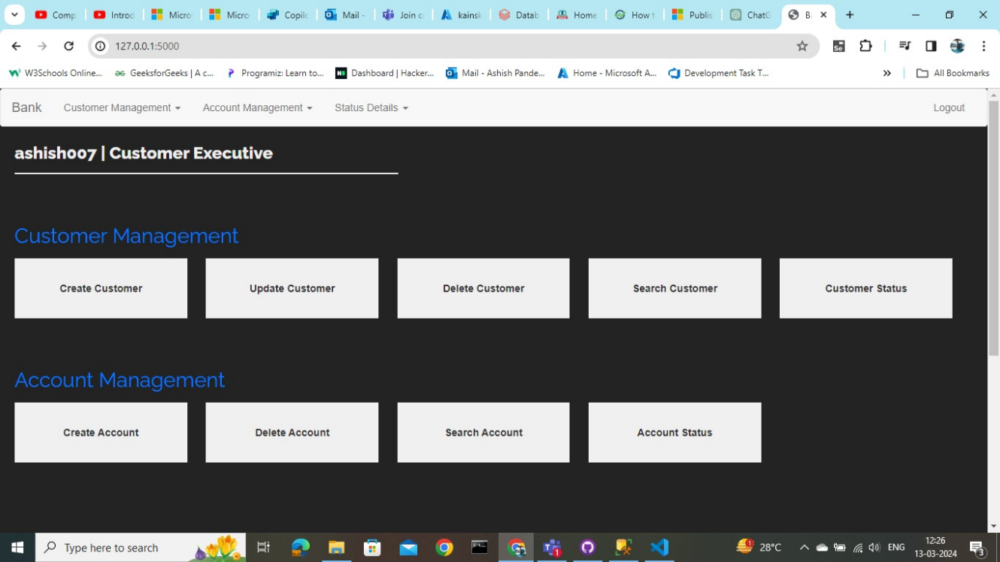 Comp
Introd
Micro
Micro
Copilo
Mail -
Join c
kainsk
Datab
Home
How t
Publis
ChatG
127.0.0.1:5000
W3Schools Online...
GeeksforGeeks | A c...
Programiz: Learn to...
Dashboard | Hacker...
Mail - Ashish Pande...
Home - Microsoft A...
Development Task T...
All Bookmarks
Bank
Customer Management
Account Management
Status Details
Logout
ashish007 | Customer Executive
Customer Management
Create Customer
Update Customer
Delete Customer
Search Customer
Customer Status
Account Management
Create Account
Delete Account
Search Account
Account Status
Type here to search
28°C
ENG
12:26
13-03-2024
3